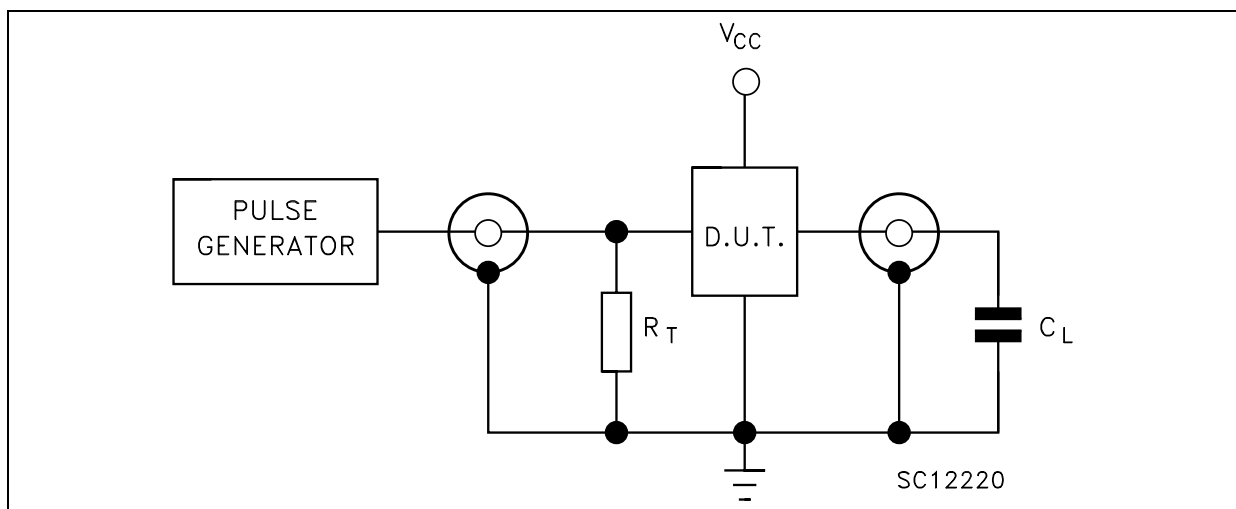 VCC
PULSE
GENERATOR
D.U.T.
RT
CL
SC12220